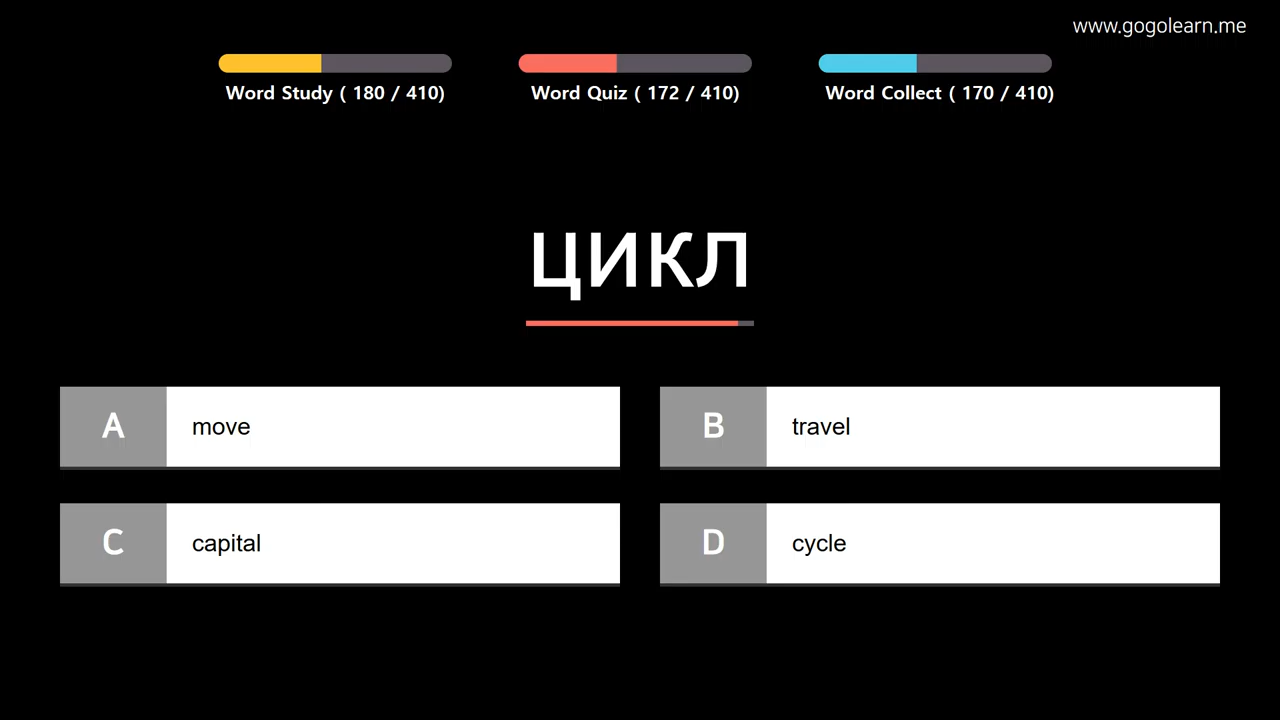 www.gogolearn.me
Word Study ( 180 / 410)
Word Quiz ( 172 / 410)
Word Collect ( 170 / 410)
цикл
A move
B travel
C capital
D cycle